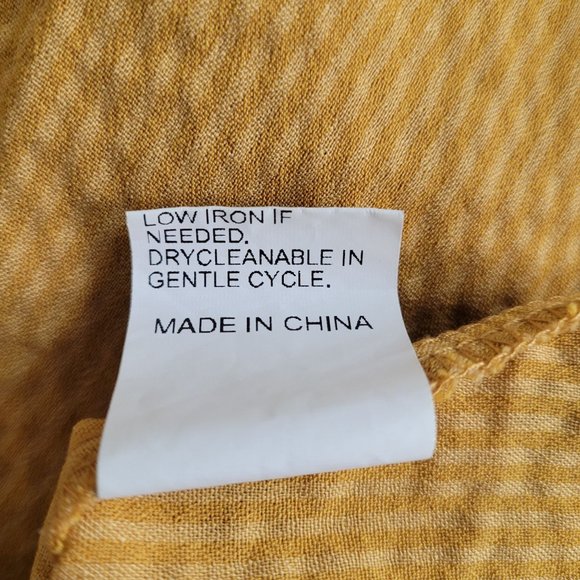 LOW IRON IF
NEEDED.
DRYCLEANABLE IN
GENTLE CYCLE.
MADE IN CHINA